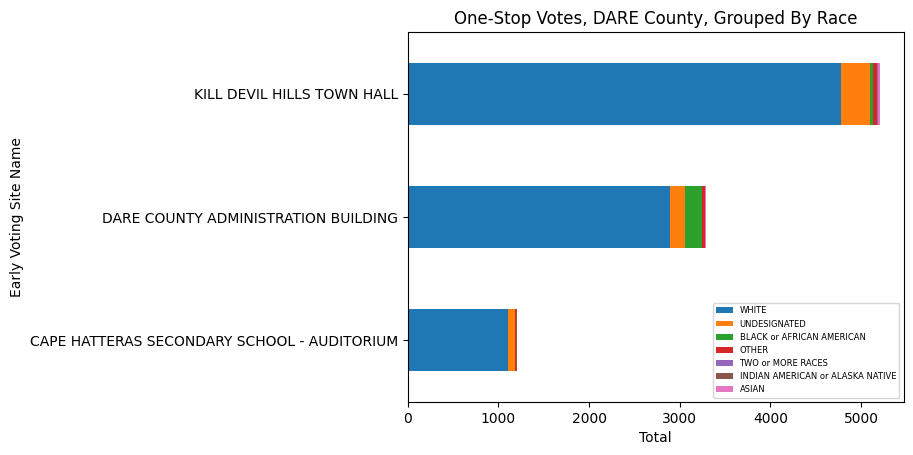 One-Stop Votes, DARE County, Grouped By Race
Early Voting Site Name
KILL DEVIL HILLS TOWN HALL
DARE COUNTY ADMINISTRATION BUILDING
CAPE HATTERAS SECONDARY SCHOOL - AUDITORIUM
WHITE
UNDESIGNATED
BLACK or AFRICAN AMERICAN
OTHER
TWO or MORE RACES
INDIAN AMERICAN or ALASKA NATIVE
ASIAN
0 1000 2000 3000 4000 5000
Total